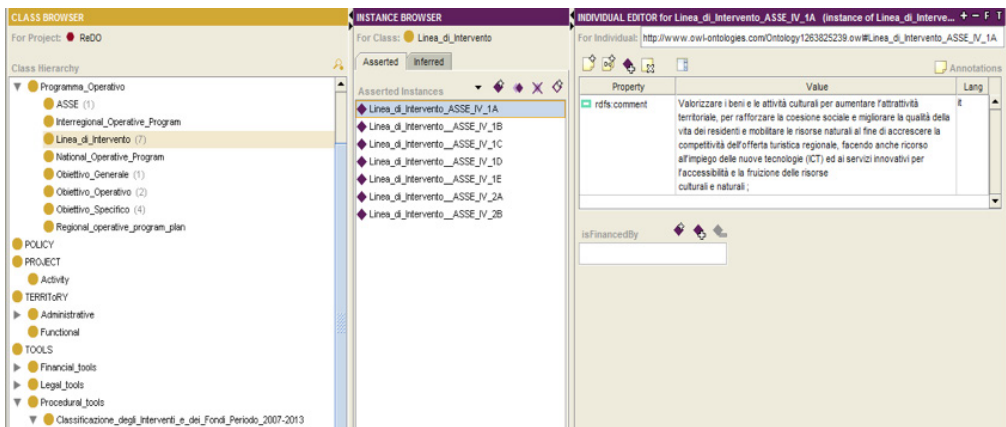 CLASS BROWSER
For Project: ReDO
Class Hierarchy
Programma_Operativo
ASSE (1)
Interregional_Operative_Program
Linea_di_Intervento (7)
National_Operative_Program
Obiettivo_Generale (1)
Obiettivo_Operativo (2)
Obiettivo_Specifico (4)
Regional_operative_program_plan
POLICY
PROJECT
Activity
TERRIToRY
Administrative
Functional
TOOLS
Financial_tools
Legal_tools
Procedural_tools
Classificazione_degli_Interventi_e_dei_Fondi_Periodo_2007-2013
INSTANCE BROWSER
For Class: Linea_di_Intervento
Asserted Inferred
Asserted Instances
Linea_di_Intervento_ASSE_IV_1A
Linea_di_Intervento__ASSE_IV_1B
Linea_di_Intervento__ASSE_IV_1C
Linea_di_Intervento__ASSE_IV_1D
Linea_di_Intervento__ASSE_IV_1E
Linea_di_Intervento__ASSE_IV_2A
Linea_di_Intervento__ASSE_IV_2B
INDIVIDUAL EDITOR for Linea_di_Intervento_ASSE_IV_1A (instance of Linea_di_Interve... + - F T
For Individual: http://www.owl-ontologies.com/Ontology1263825239.owl#Linea_di_Intervento_ASSE_IV_1A
Annotations
Property Value Lang
rdfs:comment Valorizzare i beni e le attività culturali per aumentare l'attrattività it
territoriale, per rafforzare la coesione sociale e migliorare la qualità della
vita dei residenti e mobilitare le risorse naturali al fine di accrescere la
competitività dell'offerta turistica regionale, facendo anche ricorso
all'impiego delle nuove tecnologie (ICT) ed ai servizi innovativi per
l'accessibilità e la fruizione delle risorse
culturali e naturali ;
isFinancedBy